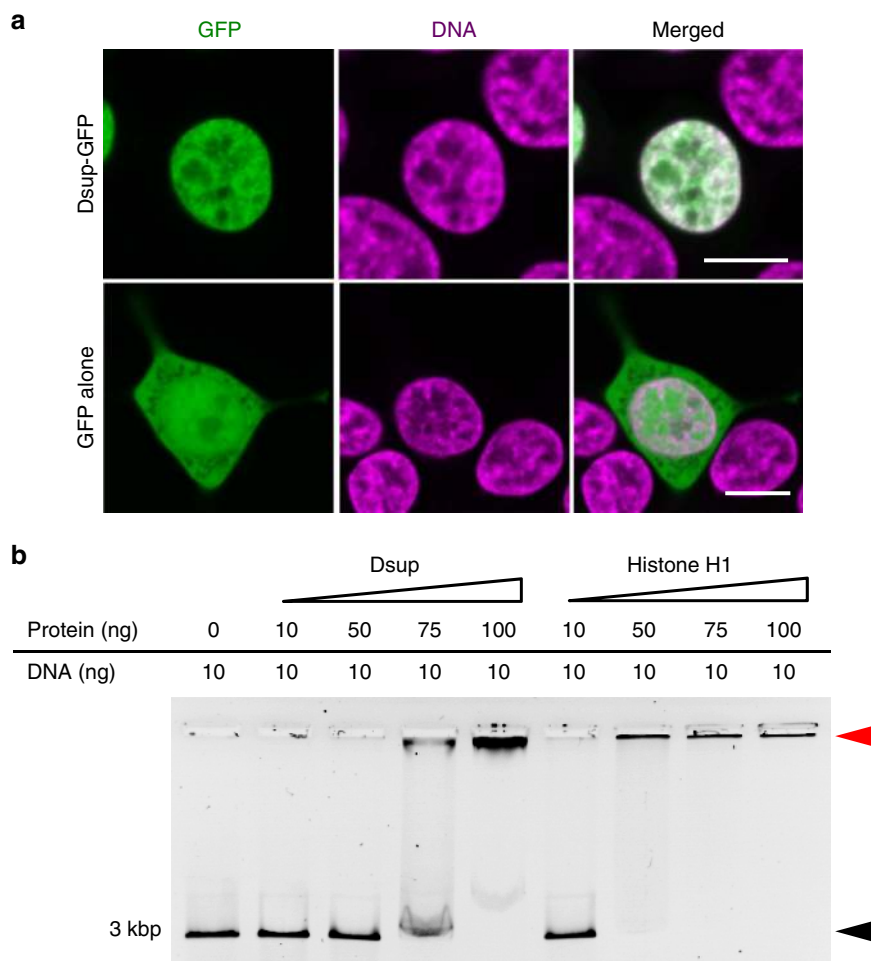 a
GFP DNA Merged
Dsup-GFP
GFP alone
b
Dsup Histone H1
Protein (ng) 0 10 50 75 100 10 50 75 100
DNA (ng) 10 10 10 10 10 10 10 10 10
3 kbp